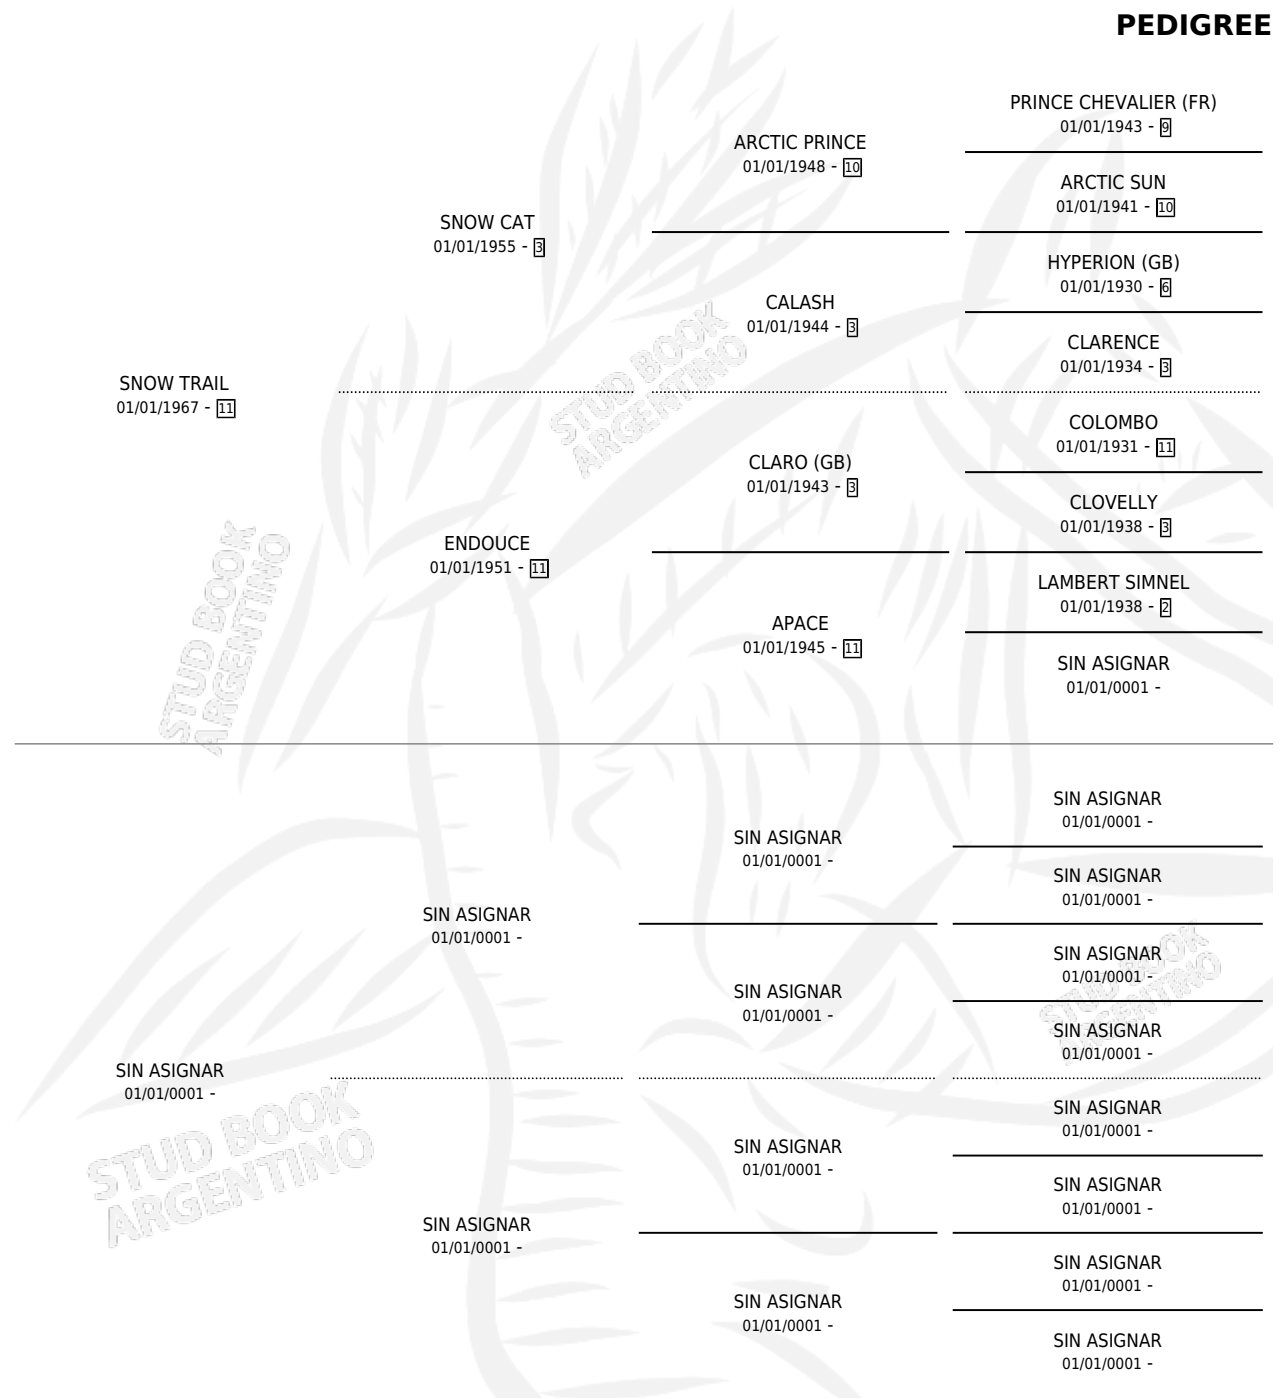 PEDIGREE
PRINCE CHEVALIER (FR)
01/01/1943 - 9
ARCTIC PRINCE
01/01/1948 - 10
ARCTIC SUN
01/01/1941 - 10
SNOW CAT
01/01/1955 - 3
HYPERION (GB)
01/01/1930 - 6
CALASH
01/01/1944 - 3
CLARENCE
01/01/1934 - 3
SNOW TRAIL
01/01/1967 - 11
COLOMBO
01/01/1931 - 11
CLARO (GB)
01/01/1943 - 3
CLOVELLY
01/01/1938 - 3
ENDOUCE
01/01/1951 - 11
LAMBERT SIMNEL
01/01/1938 - 2
APACE
01/01/1945 - 11
SIN ASIGNAR
01/01/0001 -
SIN ASIGNAR
01/01/0001 -
SIN ASIGNAR
01/01/0001 -
SIN ASIGNAR
01/01/0001 -
SIN ASIGNAR
01/01/0001 -
SIN ASIGNAR
01/01/0001 -
SIN ASIGNAR
01/01/0001 -
SIN ASIGNAR
01/01/0001 -
SIN ASIGNAR
01/01/0001 -
SIN ASIGNAR
01/01/0001 -
SIN ASIGNAR
01/01/0001 -
SIN ASIGNAR
01/01/0001 -
SIN ASIGNAR
01/01/0001 -
SIN ASIGNAR
01/01/0001 -
SIN ASIGNAR
01/01/0001 -
SIN ASIGNAR
01/01/0001 -
STUD BOOK
ARGENTINO
STUD BOOK
ARGENTINO
STUD BOOK
ARGENTINO
STUD BOOK
ARGENTINO